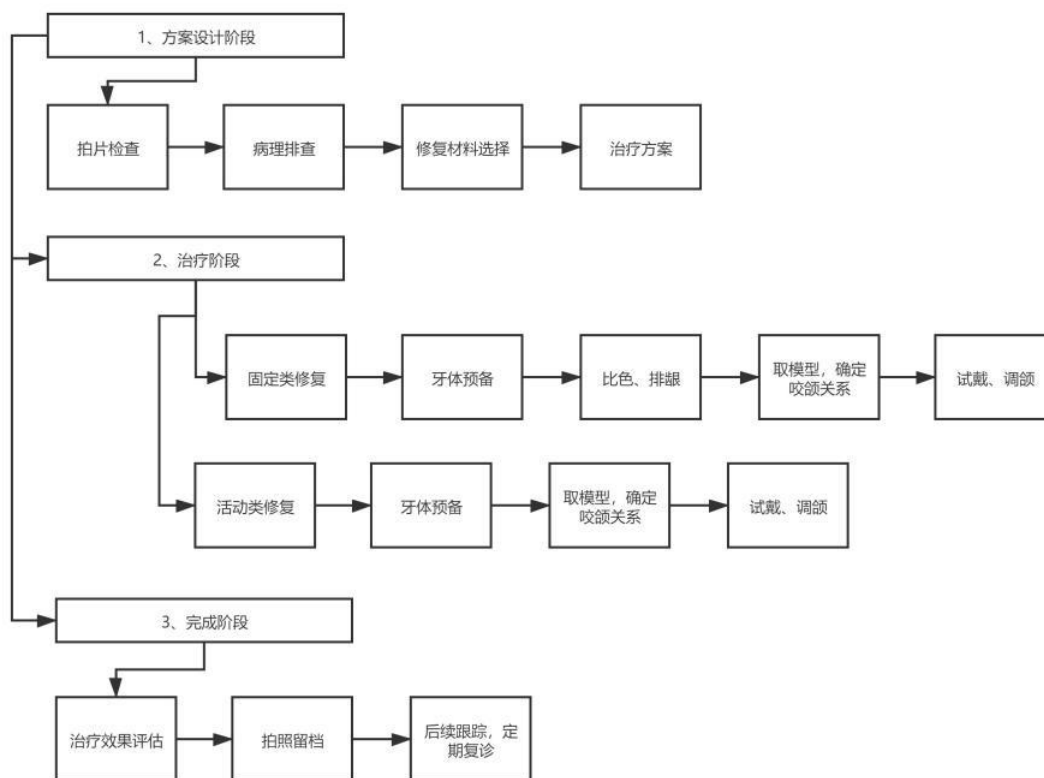 1、方案设计阶段
拍片检查
病理排查
修复材料选择
治疗方案
2、治疗阶段
固定类修复
牙体预备
比色、排龈
取模型，确定
咬颌关系
试戴、调颌
活动类修复
牙体预备
取模型，确定
咬颌关系
试戴、调颌
3、完成阶段
治疗效果评估
拍照留档
后续跟踪，定
期复诊